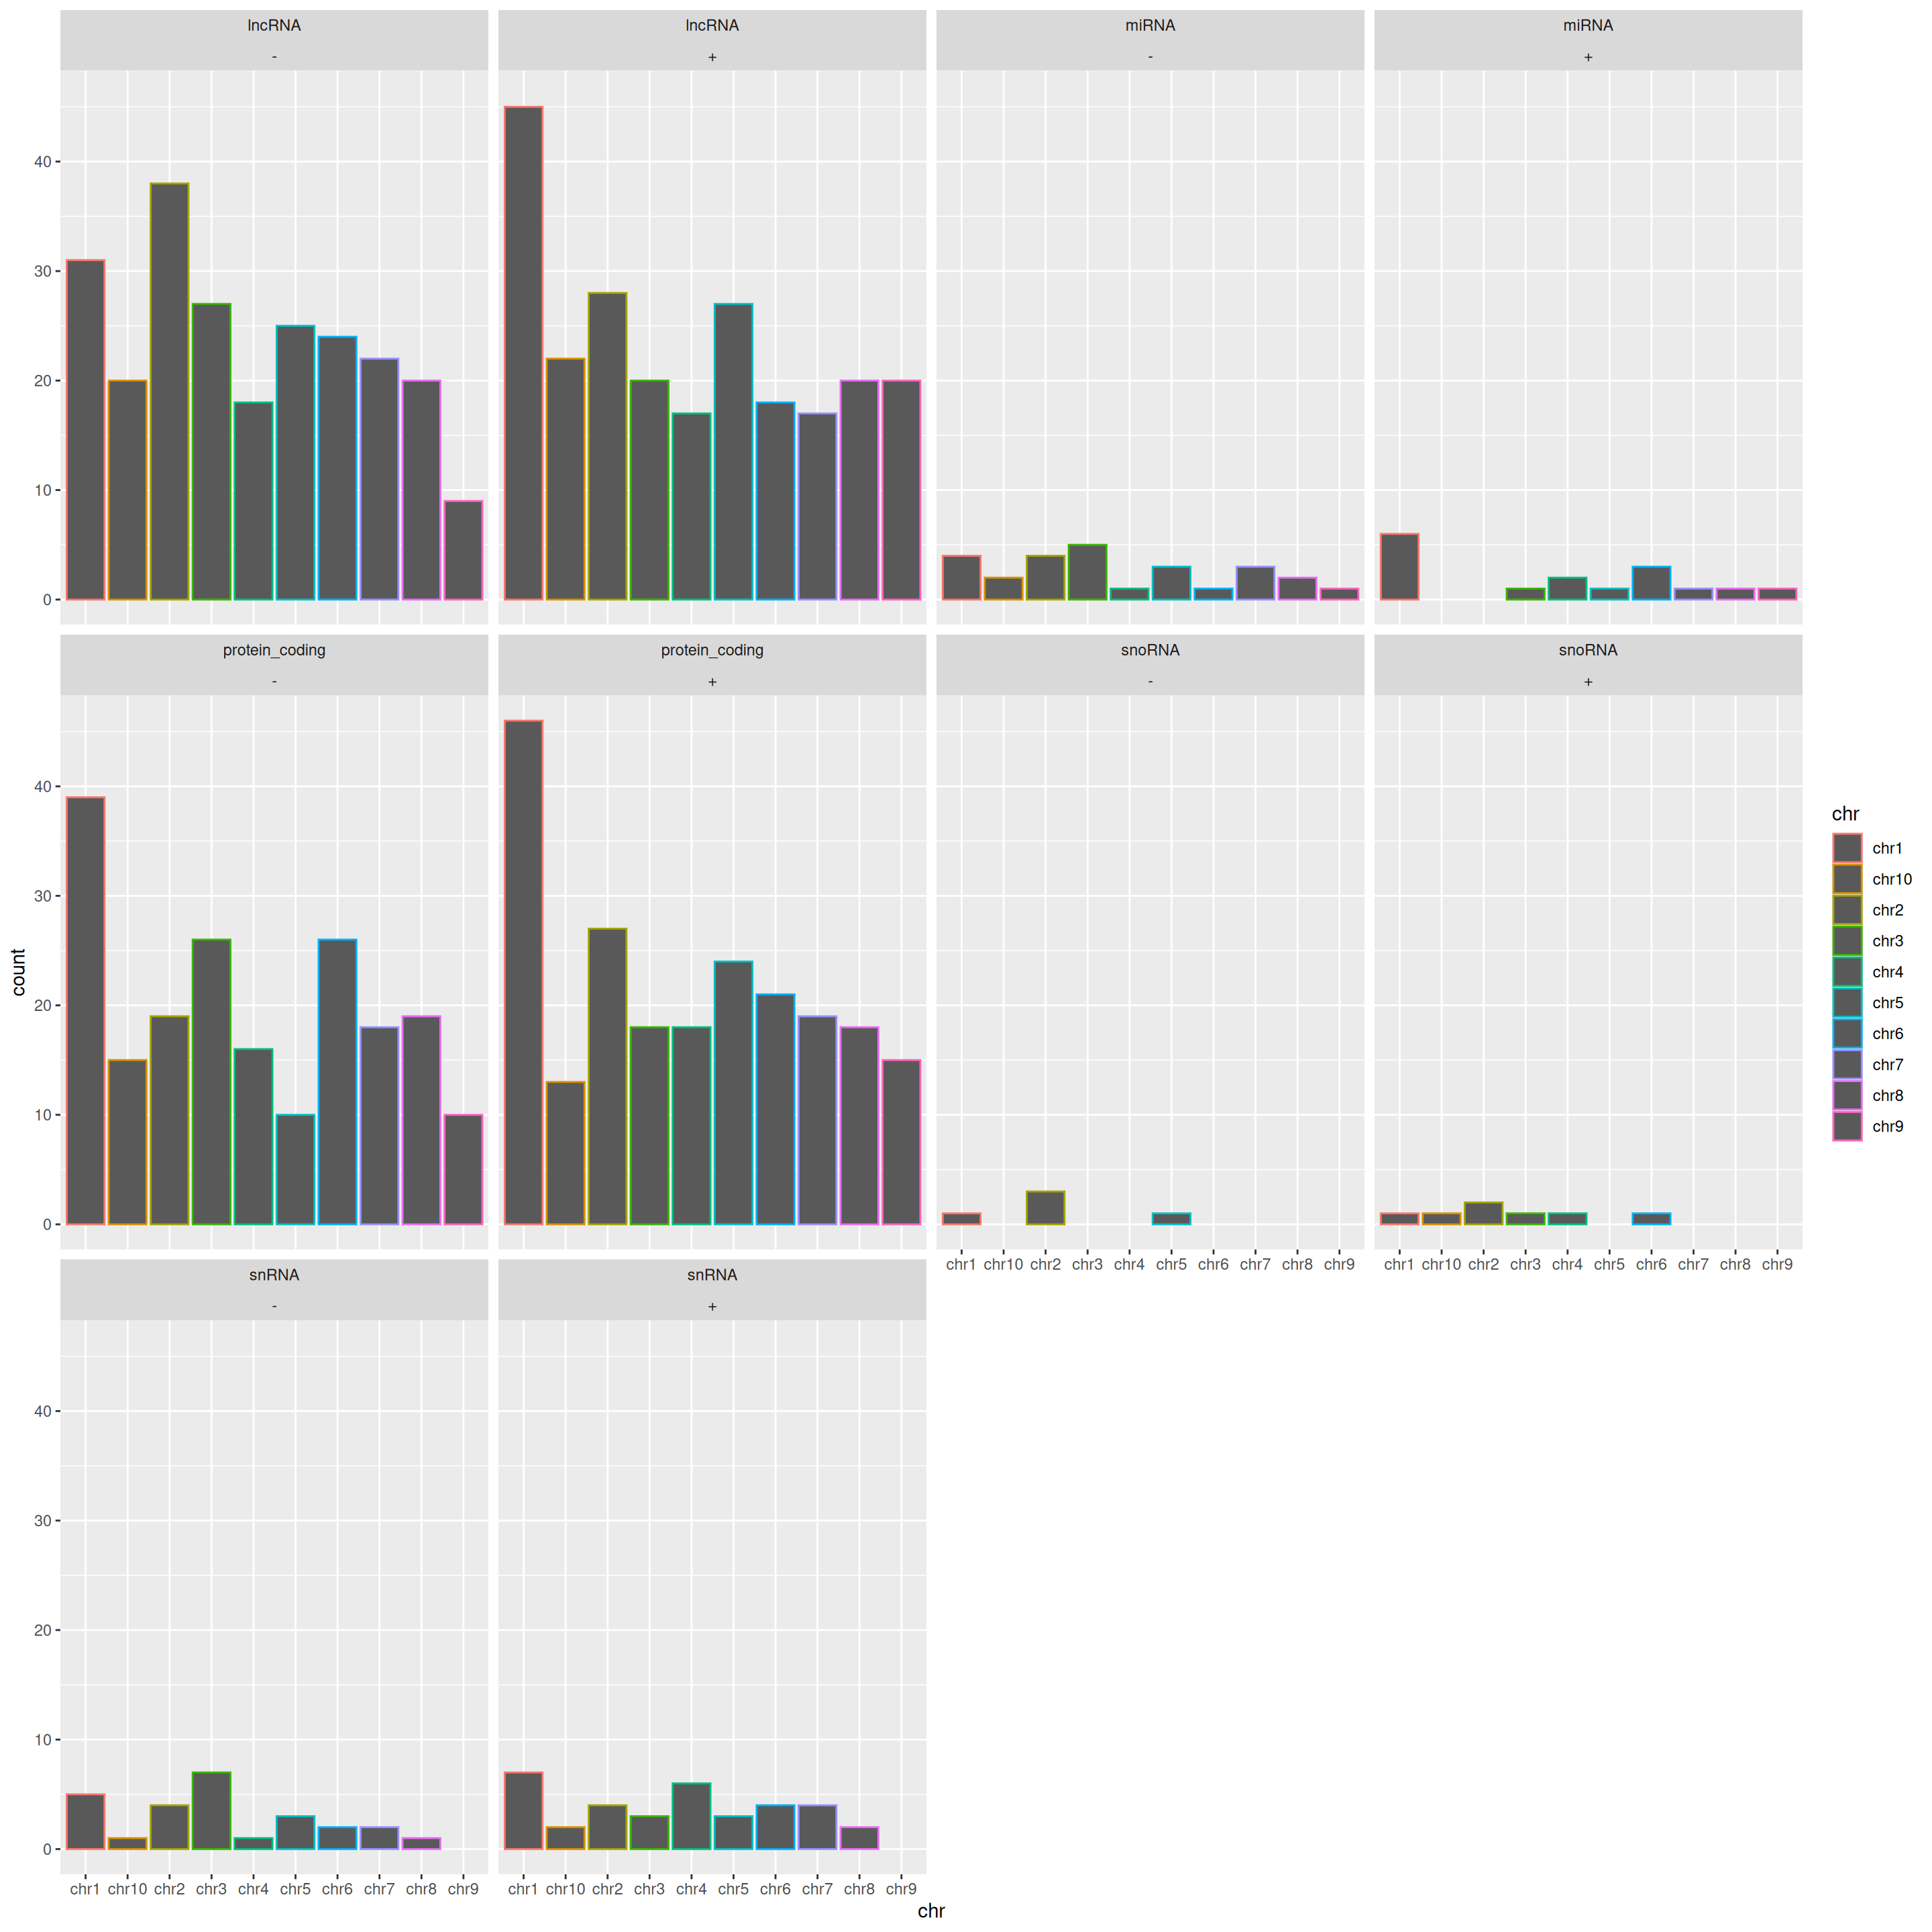 lncRNA lncRNA miRNA miRNA
- + - +
40
30
20
10
0
protein_coding protein_coding snoRNA snoRNA
- + - +
40
30
20
10
0
chr1 chr10 chr2 chr3 chr4 chr5 chr6 chr7 chr8 chr9 chr1 chr10 chr2 chr3 chr4 chr5 chr6 chr7 chr8 chr9
snRNA snRNA
- +
40
30
20
10
0
chr1 chr10 chr2 chr3 chr4 chr5 chr6 chr7 chr8 chr9 chr1 chr10 chr2 chr3 chr4 chr5 chr6 chr7 chr8 chr9
chr
count
chr
chr1
chr10
chr2
chr3
chr4
chr5
chr6
chr7
chr8
chr9